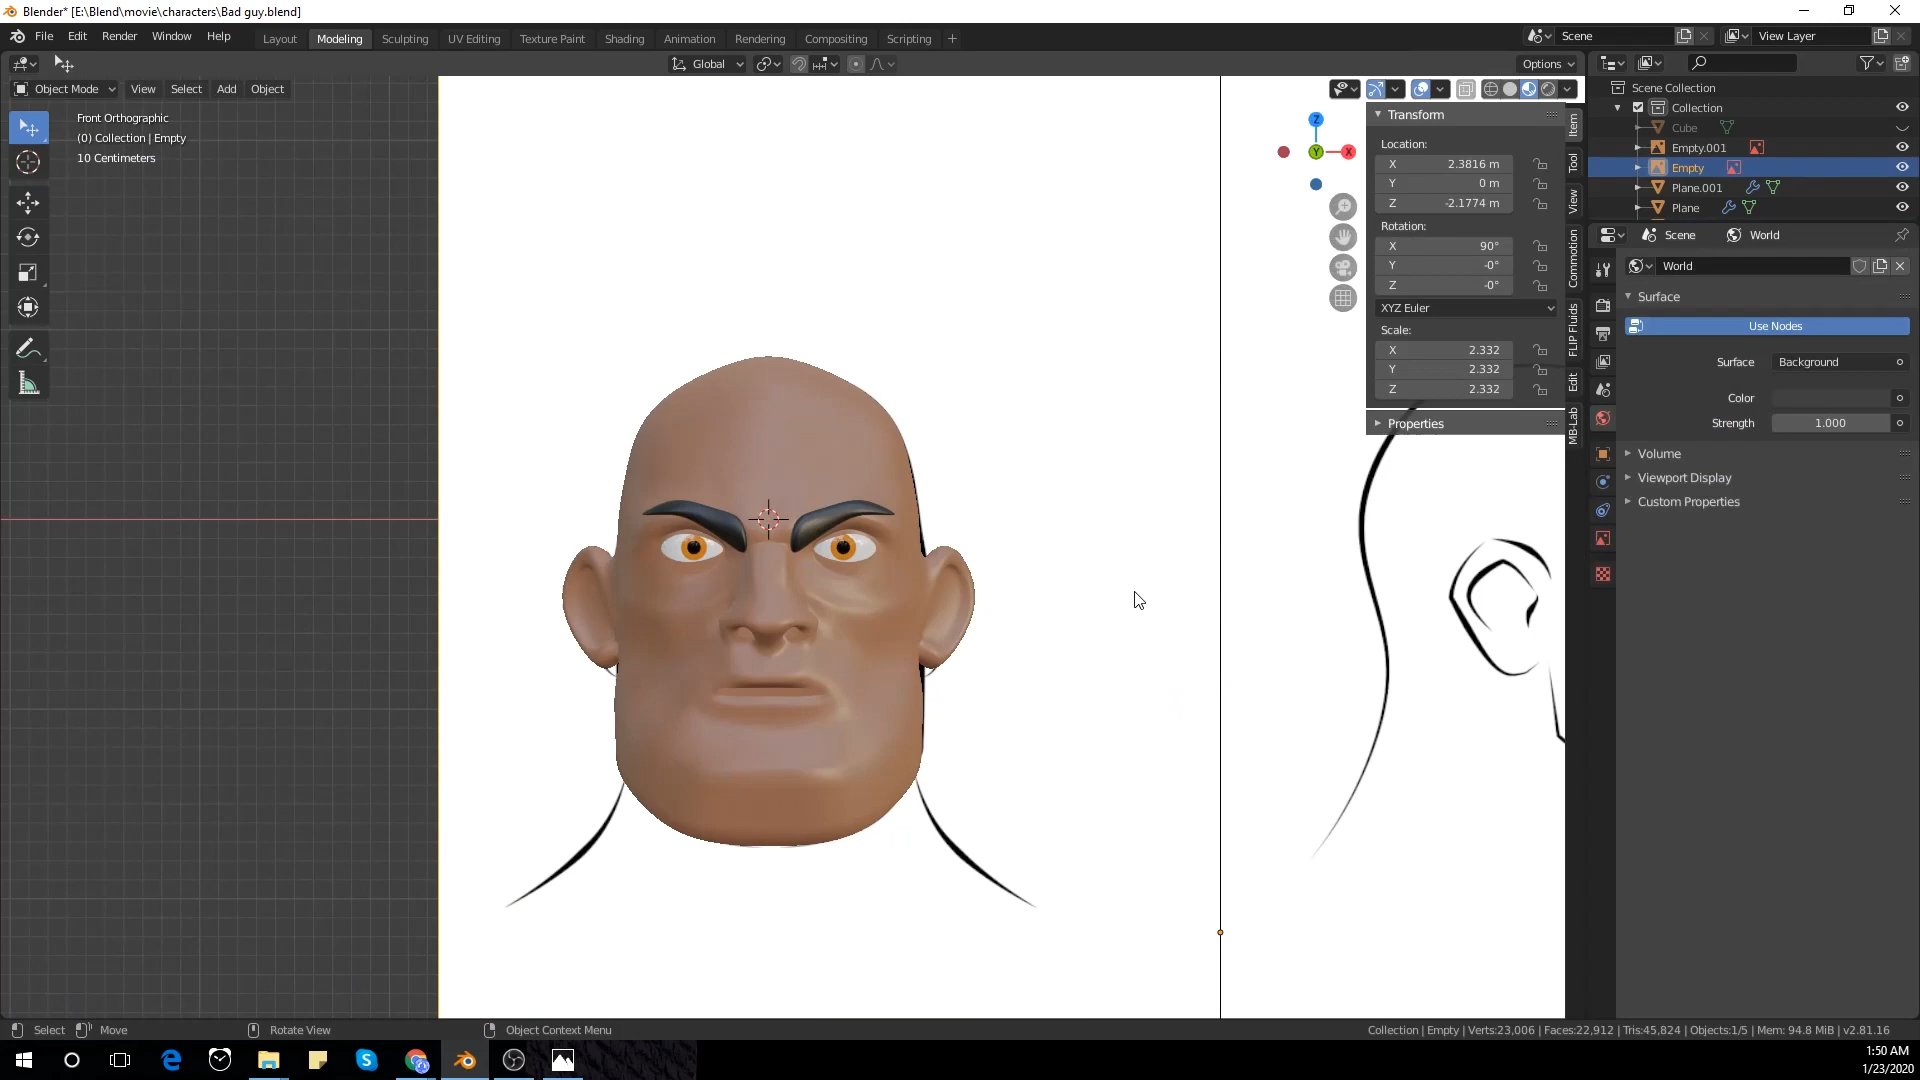 Blender* [E:\Blend\movie\characters\Bad guy.blend]
File Edit Render Window Help
Layout Modeling Sculpting UV Editing Texture Paint Shading Animation Rendering Compositing Scripting +
Scene
View Layer
Global
Options
Object Mode View Select Add Object
Front Orthographic
(0) Collection | Empty
10 Centimeters
Z
Y
X
Transform
Location:
X 2.3816 m
Y 0 m
Z -2.1774 m
Rotation:
X 90°
Y -0°
Z -0°
XYZ Euler
Scale:
X 2.332
Y 2.332
Z 2.332
Properties
Item
Tool
View
Commotion
FLIP Fluids
Edit
MB-Lab
Scene Collection
Collection
Cube
Empty.001
Empty
Plane.001
Plane
Scene World
World
Surface
Use Nodes
Surface Background
Color
Strength 1.000
Volume
Viewport Display
Custom Properties
Select Move Rotate View Object Context Menu
Collection | Empty | Verts:23,006 | Faces:22,912 | Tris:45,824 | Objects:1/5 | Mem: 94.8 MiB | v2.81.16
1:50 AM
1/23/2020